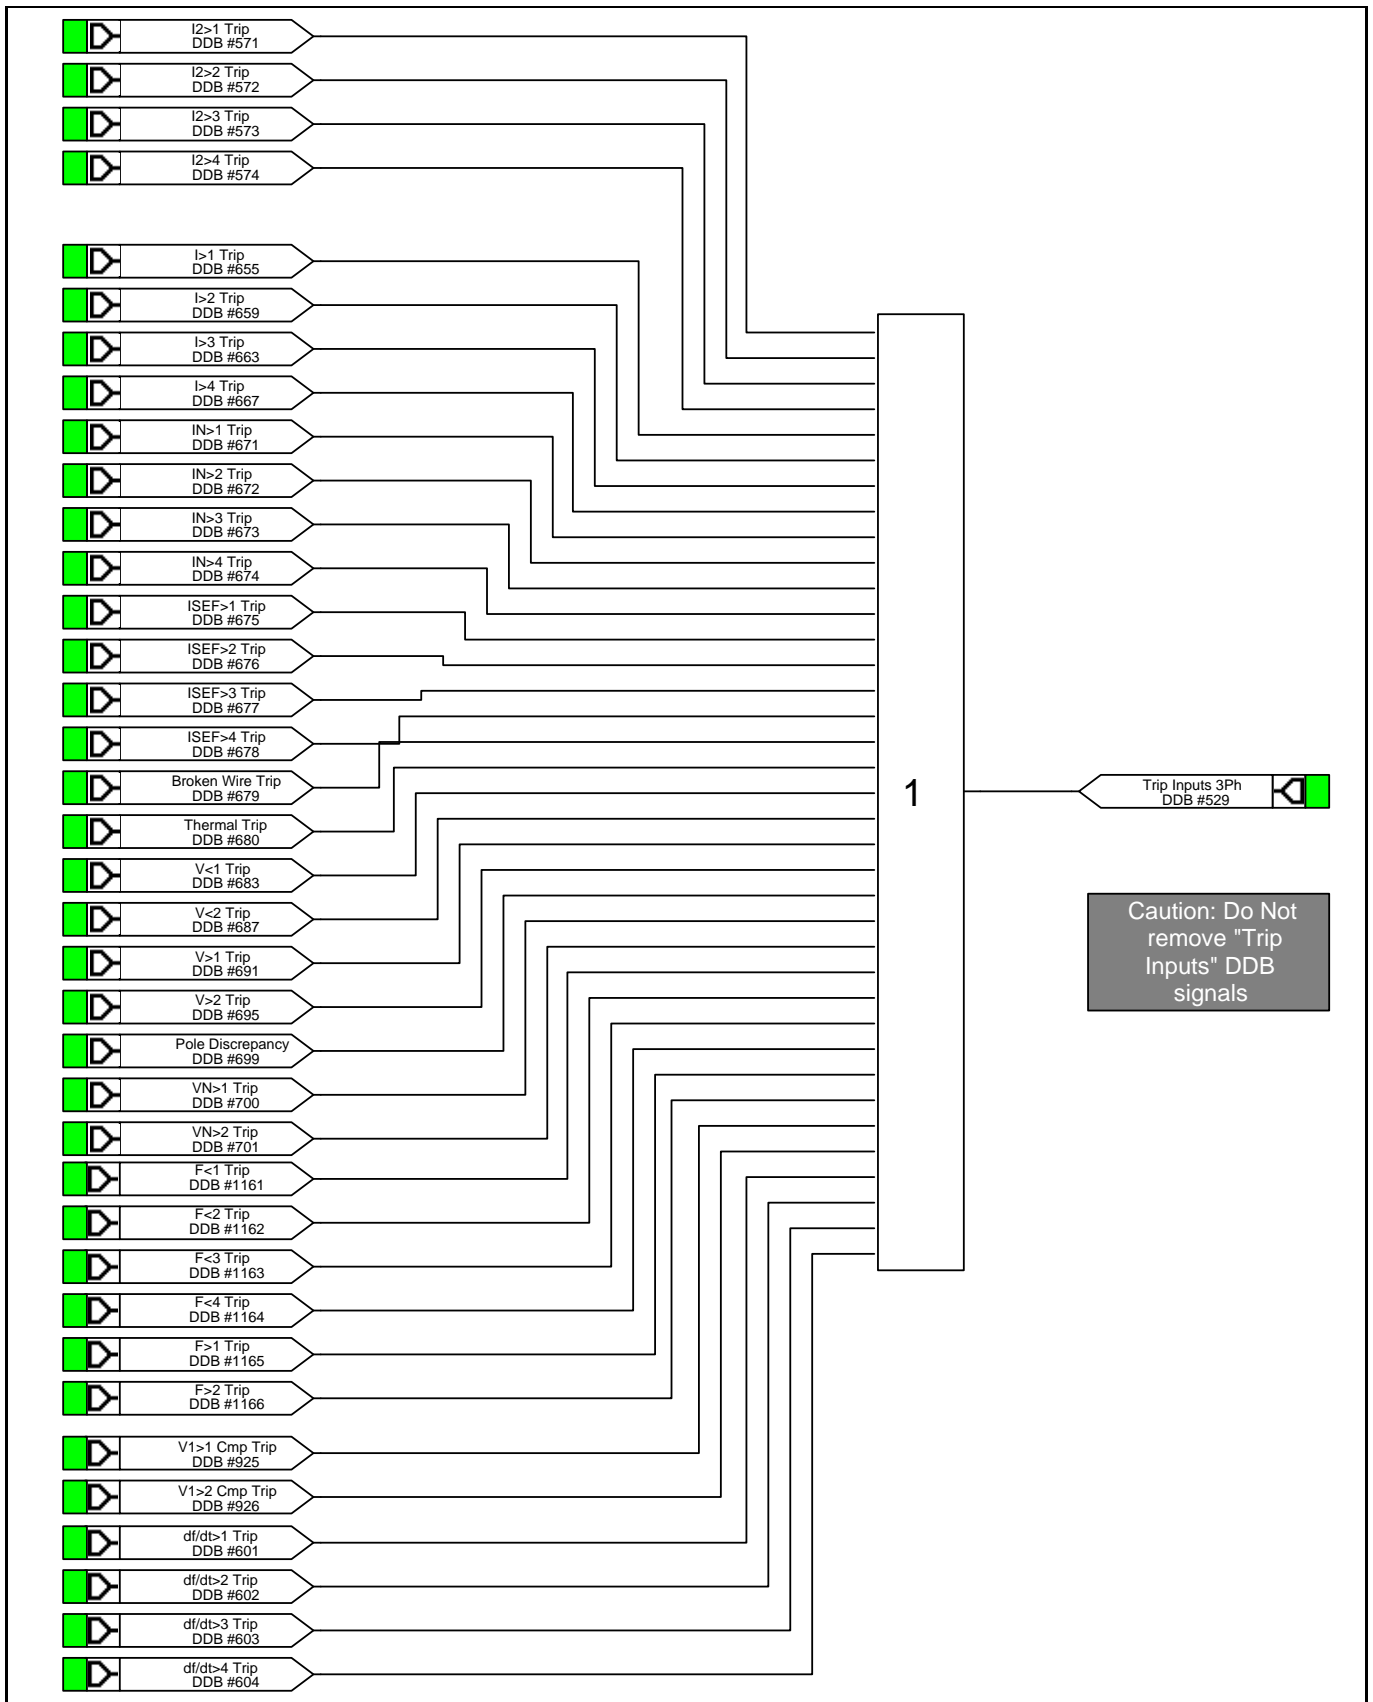 I2>1 Trip
DDB #571
I2>2 Trip
DDB #572
I2>3 Trip
DDB #573
I2>4 Trip
DDB #574
I>1 Trip
DDB #655
I>2 Trip
DDB #659
I>3 Trip
DDB #663
I>4 Trip
DDB #667
IN>1 Trip
DDB #671
IN>2 Trip
DDB #672
IN>3 Trip
DDB #673
IN>4 Trip
DDB #674
ISEF>1 Trip
DDB #675
ISEF>2 Trip
DDB #676
ISEF>3 Trip
DDB #677
ISEF>4 Trip
DDB #678
Broken Wire Trip
DDB #679
Thermal Trip
DDB #680
V<1 Trip
DDB #683
V<2 Trip
DDB #687
V>1 Trip
DDB #691
V>2 Trip
DDB #695
Pole Discrepancy
DDB #699
VN>1 Trip
DDB #700
VN>2 Trip
DDB #701
F<1 Trip
DDB #1161
F<2 Trip
DDB #1162
F<3 Trip
DDB #1163
F<4 Trip
DDB #1164
F>1 Trip
DDB #1165
F>2 Trip
DDB #1166
V1>1 Cmp Trip
DDB #925
V1>2 Cmp Trip
DDB #926
df/dt>1 Trip
DDB #601
df/dt>2 Trip
DDB #602
df/dt>3 Trip
DDB #603
df/dt>4 Trip
DDB #604
1
Trip Inputs 3Ph
DDB #529
Caution: Do Not
remove "Trip
Inputs" DDB
signals